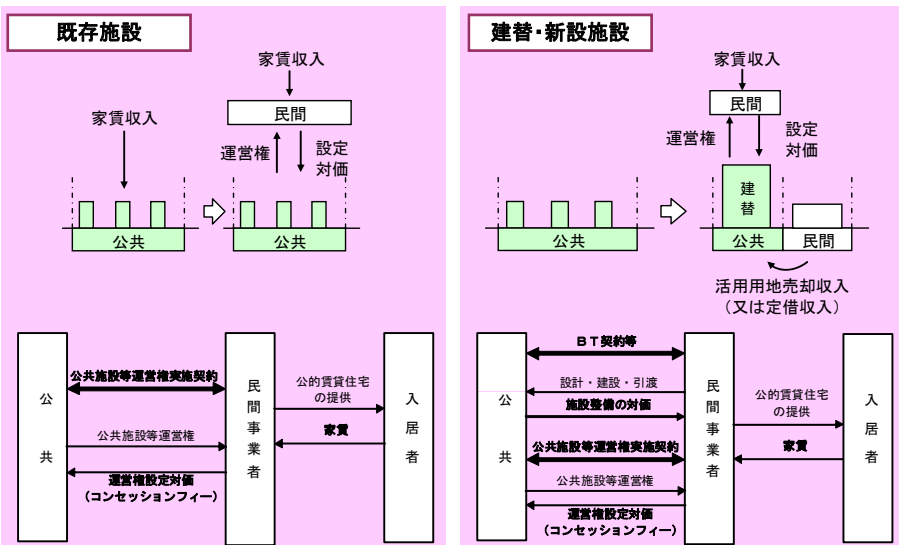 既存施設
家賃収入
家賃収入
民間
運営権
設定
対価
公共
公共
公共
公共施設等運営権実施契約
公共施設等運営権
運営権設定対価
（コンセッションフィー）
民間事業者
公的賃貸住宅
の提供
家賃
入居者
建替・新設施設
家賃収入
民間
運営権
設定
対価
建替
公共
公共
民間
活用用地売却収入
（又は定借収入）
公共
ＢＴ契約等
設計・建設・引渡
施設整備の対価
公共施設等運営権実施契約
公共施設等運営権
運営権設定対価
（コンセッションフィー）
民間事業者
公的賃貸住宅
の提供
家賃
入居者